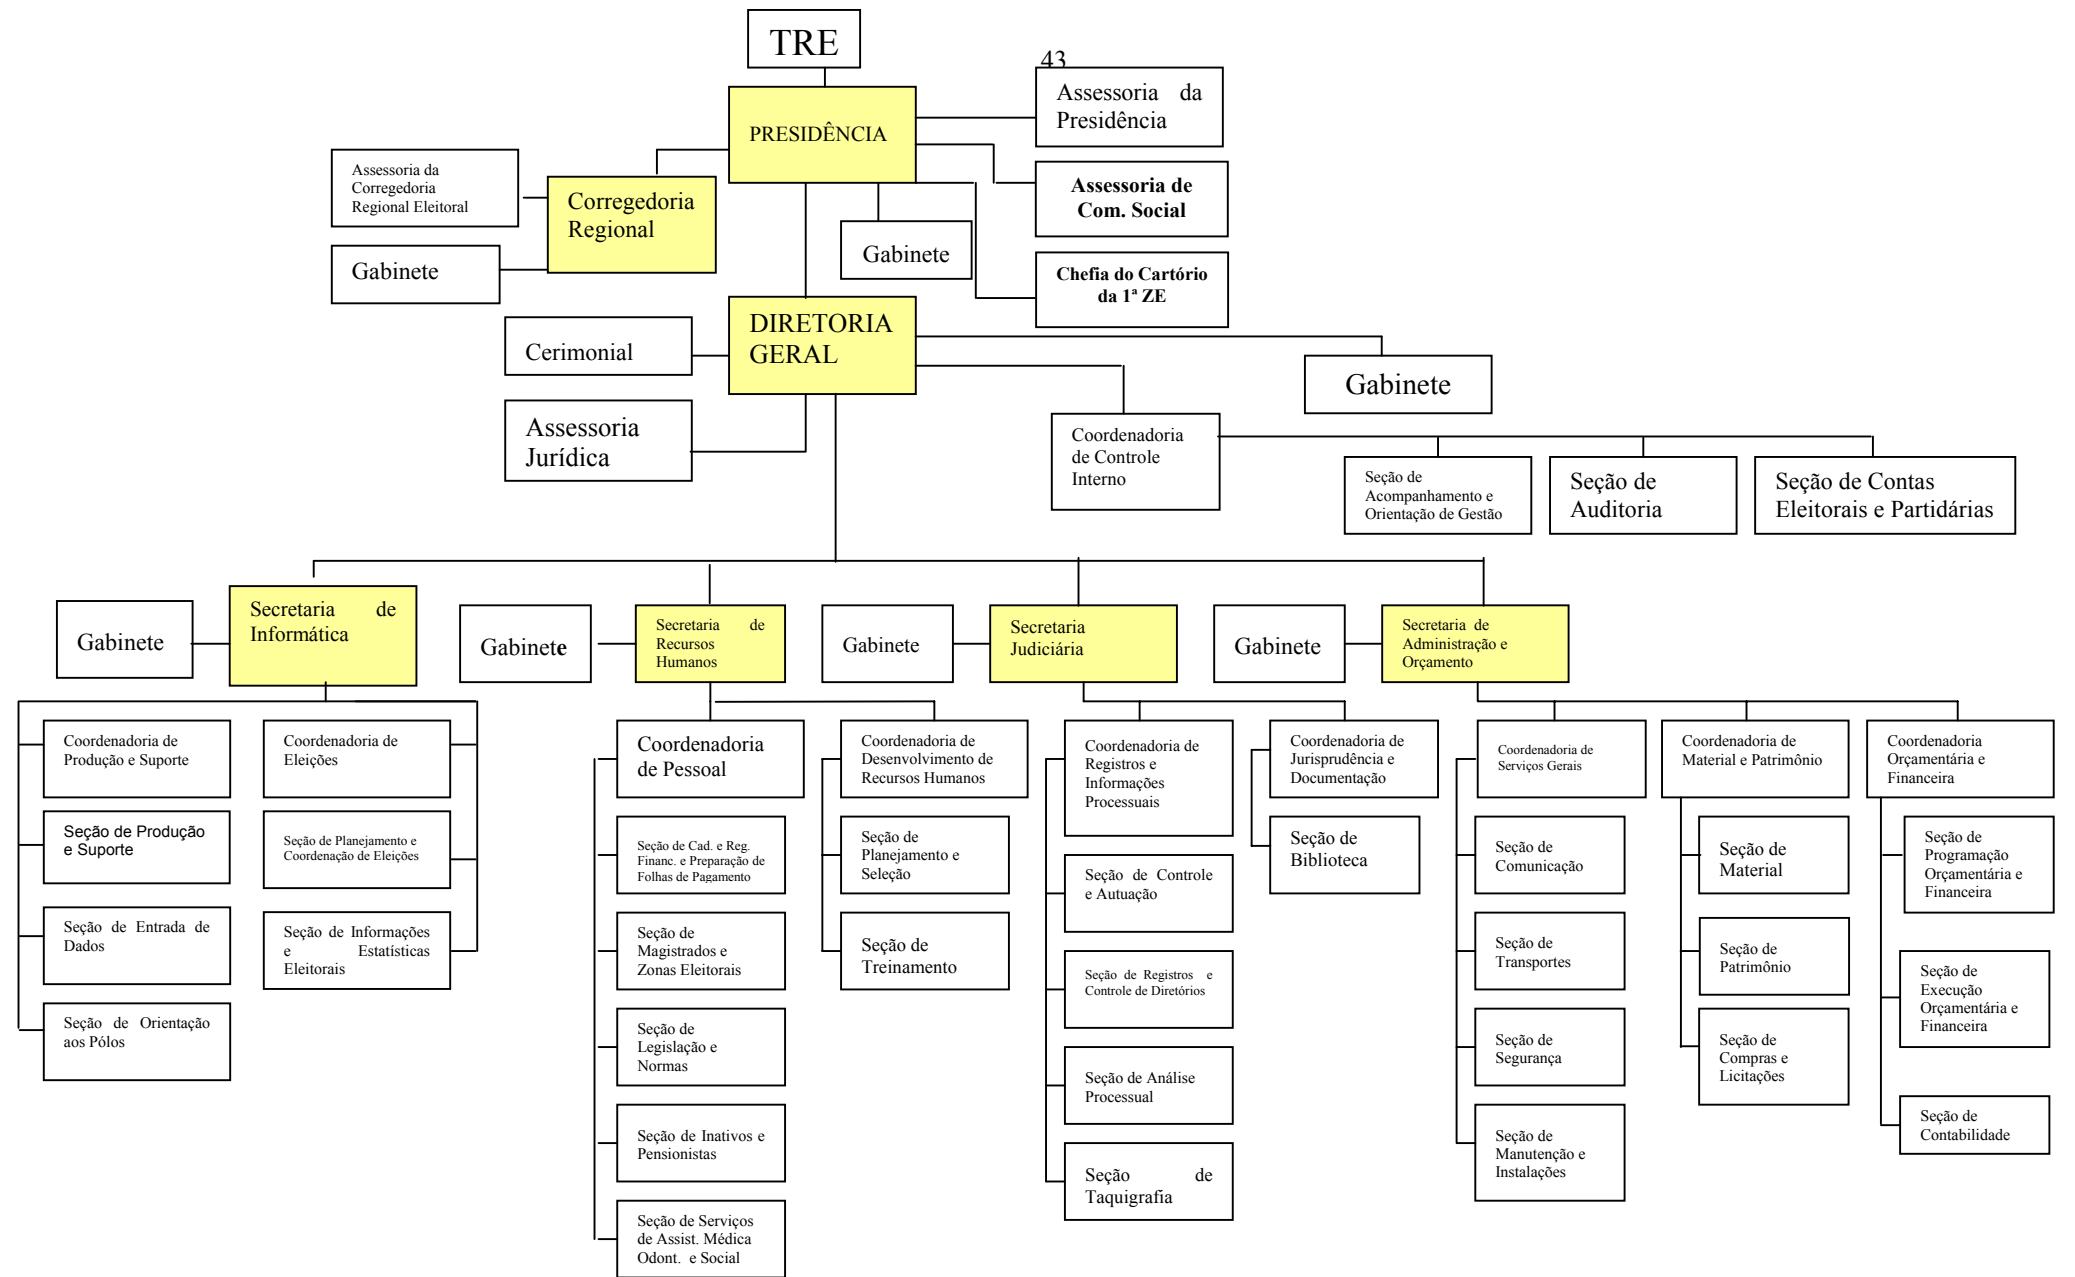 TRE
43
Assessoria da
Presidência
PRESIDÊNCIA
Assessoria da
Corregedoria
Regional Eleitoral
Assessoria de
Com. Social
Corregedoria
Regional
Gabinete
Gabinete
Chefia do Cartório
da 1ª ZE
DIRETORIA
GERAL
Cerimonial
Gabinete
Assessoria
Jurídica
Coordenadoria
de Controle
Interno
Seção de
Acompanhamento e
Orientação de Gestão
Seção de
Auditoria
Seção de Contas
Eleitorais e Partidárias
Gabinete
Secretaria de
Informática
Gabinete
Secretaria de
Recursos
Humanos
Gabinete
Secretaria
Judiciária
Gabinete
Secretaria de
Administração e
Orçamento
Coordenadoria de
Produção e Suporte
Coordenadoria de
Eleições
Coordenadoria
de Pessoal
Coordenadoria de
Desenvolvimento de
Recursos Humanos
Coordenadoria de
Registros e
Informações
Processuais
Coordenadoria de
Jurisprudência e
Documentação
Coordenadoria de
Serviços Gerais
Coordenadoria de
Material e Patrimônio
Coordenadoria
Orçamentária e
Financeira
Seção de Produção
e Suporte
Seção de Planejamento e
Coordenação de Eleições
Seção de Cad. e Reg.
Financ. e Preparação de
Folhas de Pagamento
Seção de
Planejamento e
Seleção
Seção de Controle
e Autuação
Seção de
Biblioteca
Seção de
Comunicação
Seção de
Material
Seção de
Programação
Orçamentária e
Financeira
Seção de Entrada de
Dados
Seção de Informações
e Estatísticas
Eleitorais
Seção de
Magistrados e
Zonas Eleitorais
Seção de
Treinamento
Seção de Registros e
Controle de Diretórios
Seção de
Transportes
Seção de
Patrimônio
Seção de
Execução
Orçamentária e
Financeira
Seção de Orientação
aos Pólos
Seção de
Legislação e
Normas
Seção de Análise
Processual
Seção de
Segurança
Seção de
Compras e
Licitações
Seção de
Contabilidade
Seção de Inativos e
Pensionistas
Seção de
Taquigrafia
Seção de
Manutenção e
Instalações
Seção de Serviços
de Assist. Médica
Odont. e Social